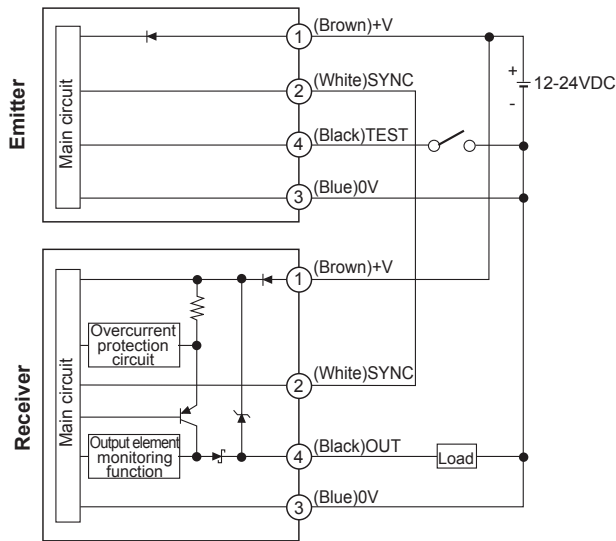 Emitter
Main circuit
1
(Brown)+V
2
(White)SYNC
4
(Black)TEST
3
(Blue)0V
+
12-24VDC
-
Receiver
Main circuit
1
(Brown)+V
Overcurrent
protection
circuit
2
(White)SYNC
Output element
monitoring
function
4
(Black)OUT
Load
3
(Blue)0V